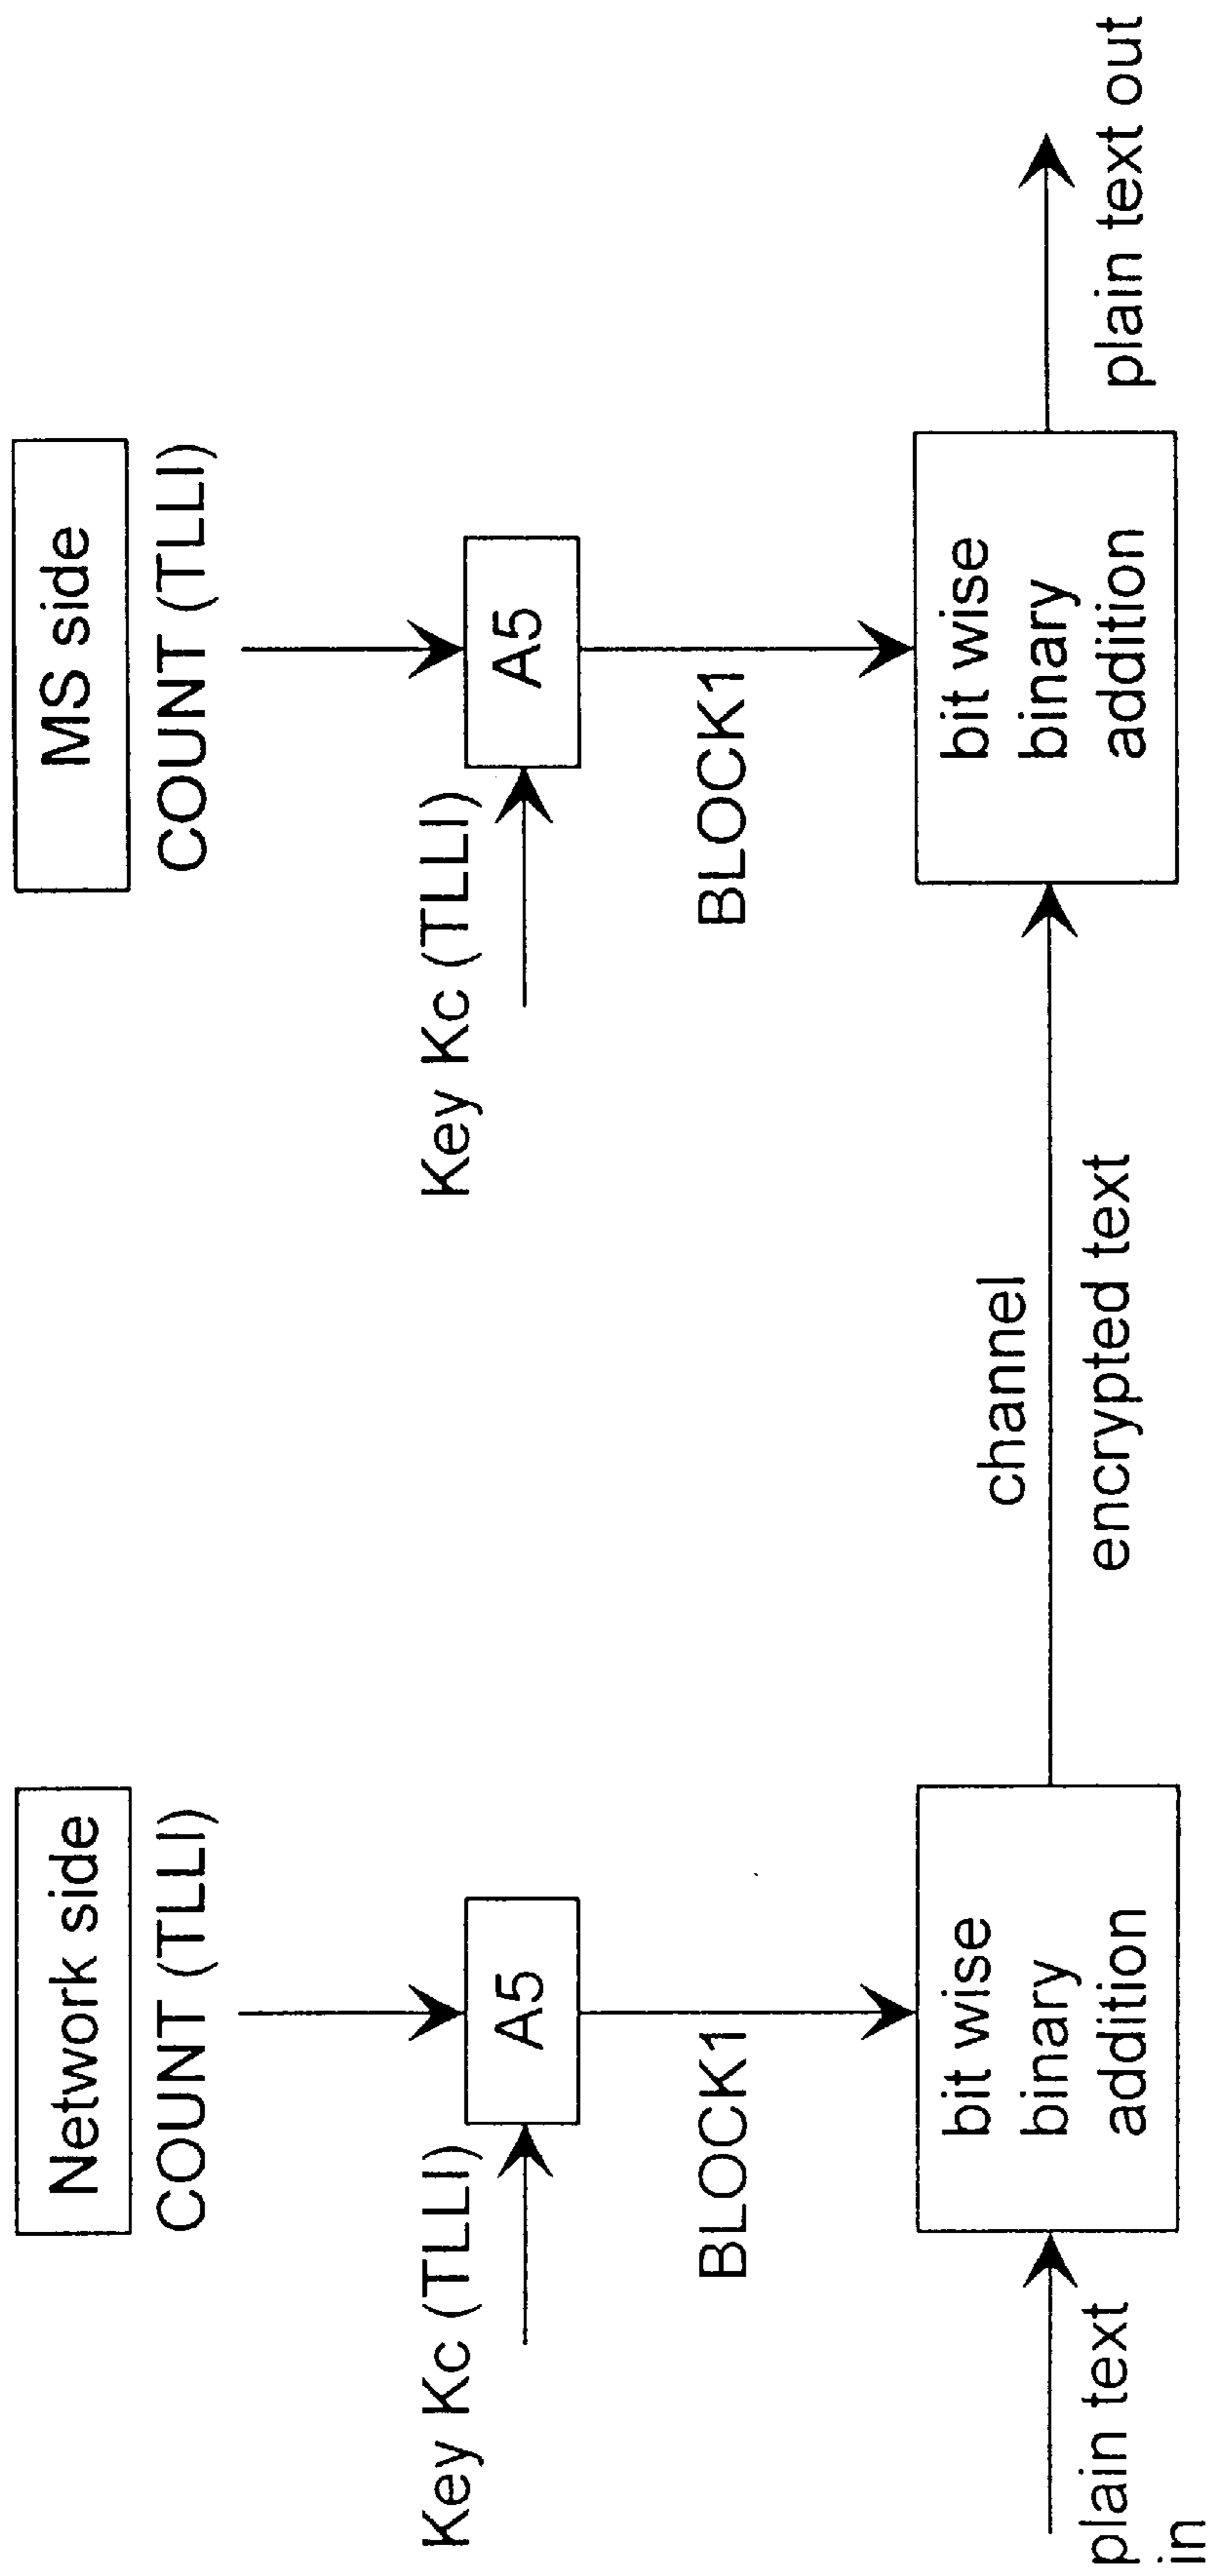 Network side
COUNT (TLLI)
Key Kc (TLLI)
A5
BLOCK1
plain text
in
bit wise
binary
addition
channel
encrypted text
MS side
COUNT (TLLI)
Key Kc (TLLI)
A5
BLOCK1
bit wise
binary
addition
plain text out